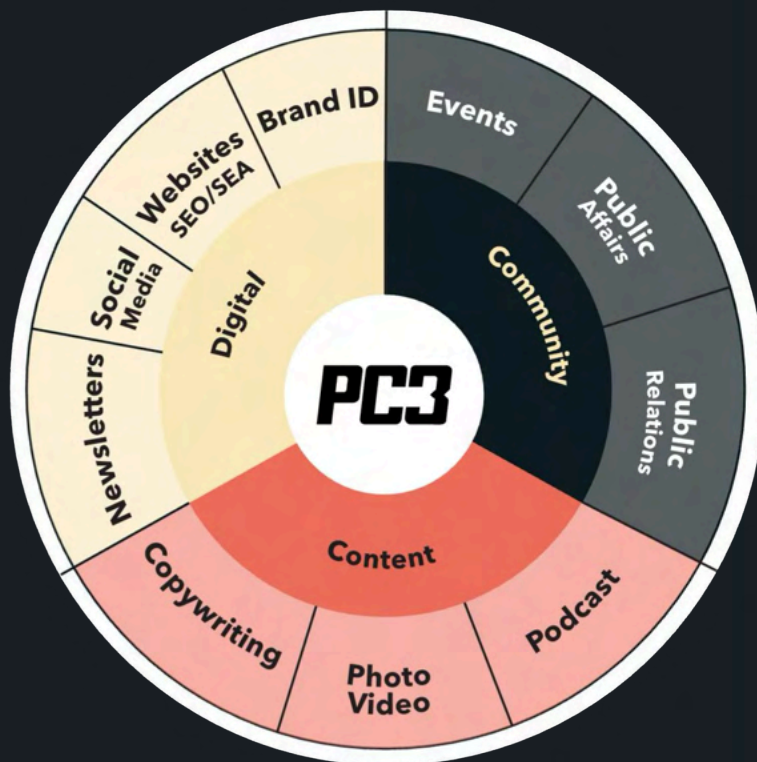 PC3
Digital
Brand ID
Websites
SEO/SEA
Social
Media
Newsletters
Community
Events
Public
Affairs
Public
Relations
Content
Podcast
Photo
Video
Copywriting